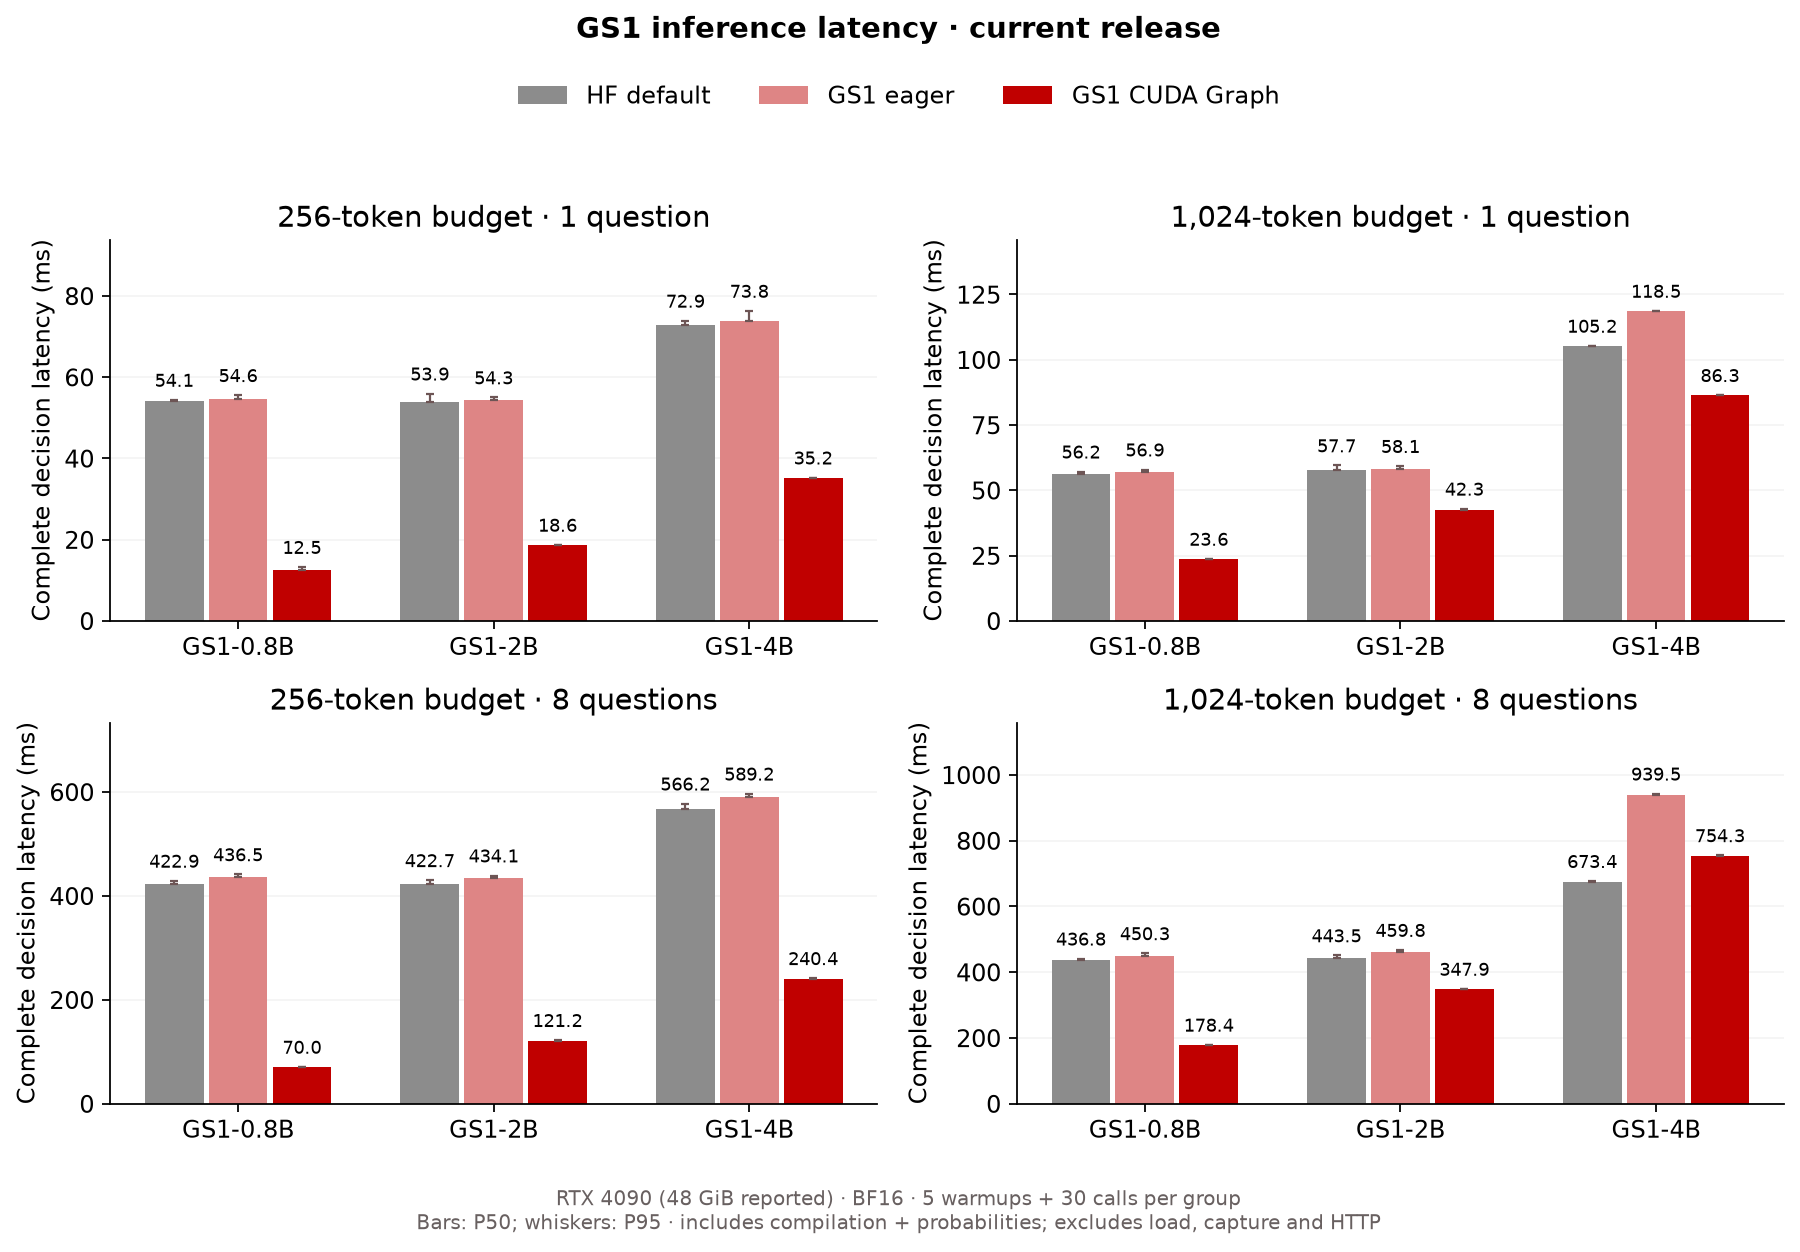 GS1 inference latency · current release
HF default
GS1 eager
GS1 CUDA Graph
256-token budget · 1 question
Complete decision latency (ms)
80
60
40
20
0
54.1
54.6
12.5
53.9
54.3
18.6
72.9
73.8
35.2
GS1-0.8B
GS1-2B
GS1-4B
1,024-token budget · 1 question
Complete decision latency (ms)
125
100
75
50
25
0
56.2
56.9
23.6
57.7
58.1
42.3
105.2
118.5
86.3
GS1-0.8B
GS1-2B
GS1-4B
256-token budget · 8 questions
Complete decision latency (ms)
600
400
200
0
422.9
436.5
70.0
422.7
434.1
121.2
566.2
589.2
240.4
GS1-0.8B
GS1-2B
GS1-4B
1,024-token budget · 8 questions
Complete decision latency (ms)
1000
800
600
400
200
0
436.8
450.3
178.4
443.5
459.8
347.9
673.4
939.5
754.3
GS1-0.8B
GS1-2B
GS1-4B
RTX 4090 (48 GiB reported) · BF16 · 5 warmups + 30 calls per group
Bars: P50; whiskers: P95 · includes compilation + probabilities; excludes load, capture and HTTP